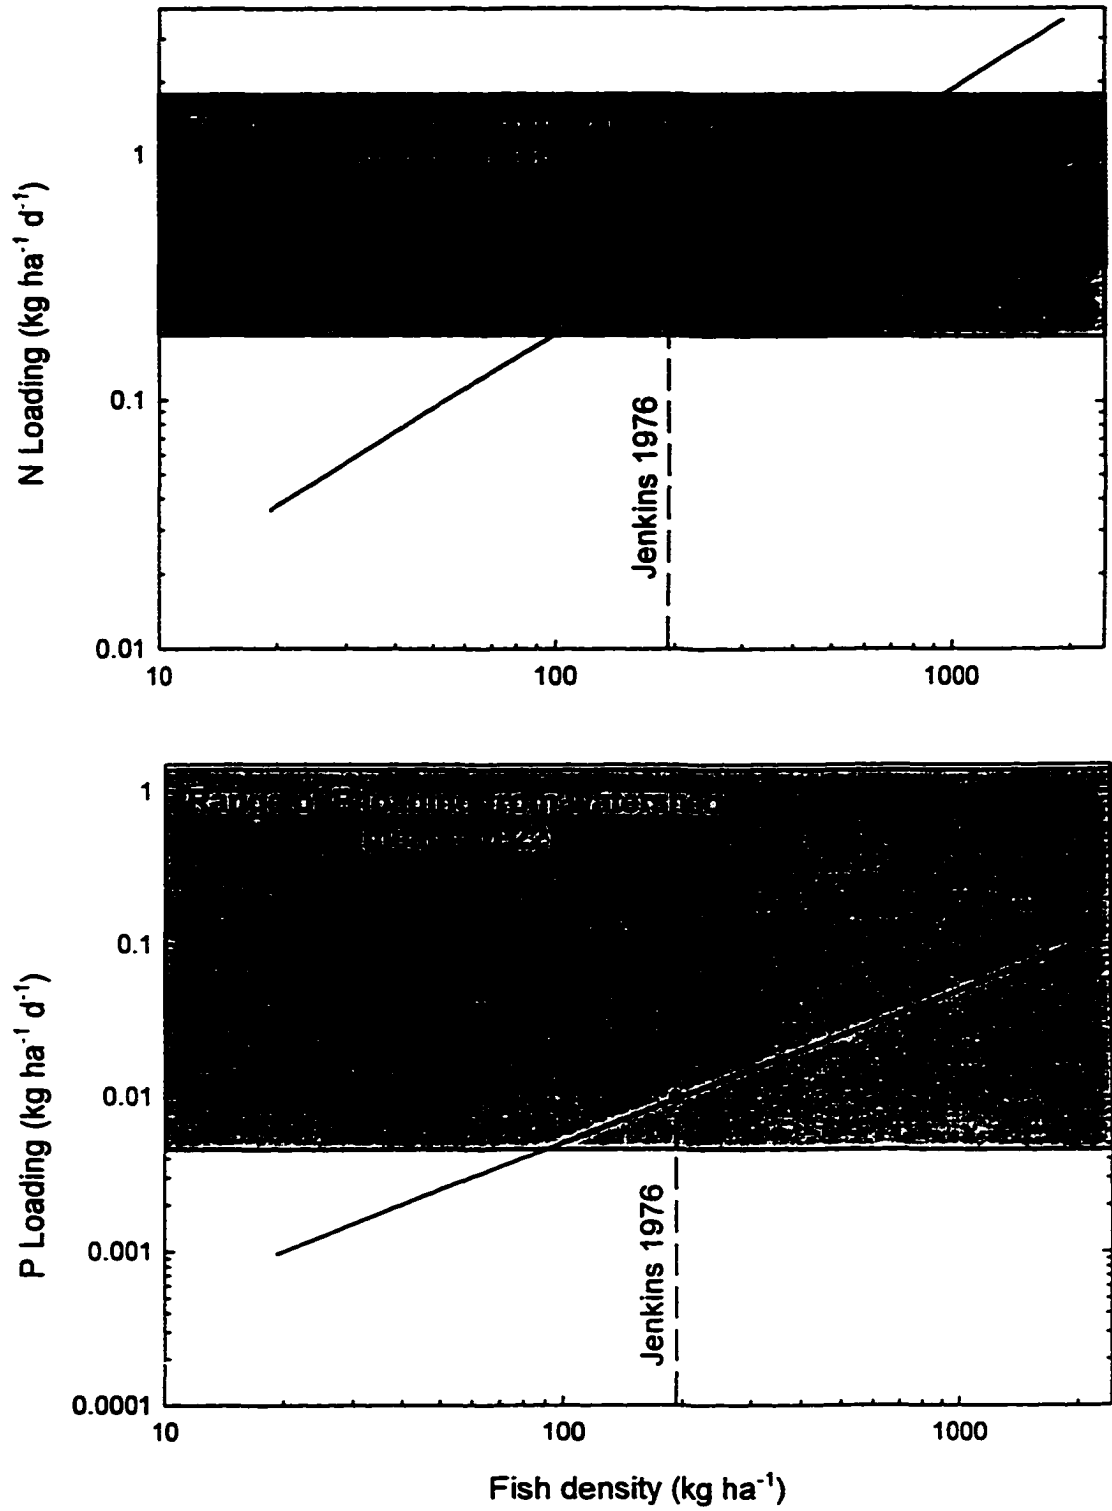 N Loading (kg ha⁻¹ d⁻¹)
1
0.1
0.01
10
100
1000
Jenkins 1976
P Loading (kg ha⁻¹ d⁻¹)
1
0.1
0.01
0.001
0.0001
Range of P
Jenkins 1976
10
100
1000
Fish density (kg ha⁻¹)